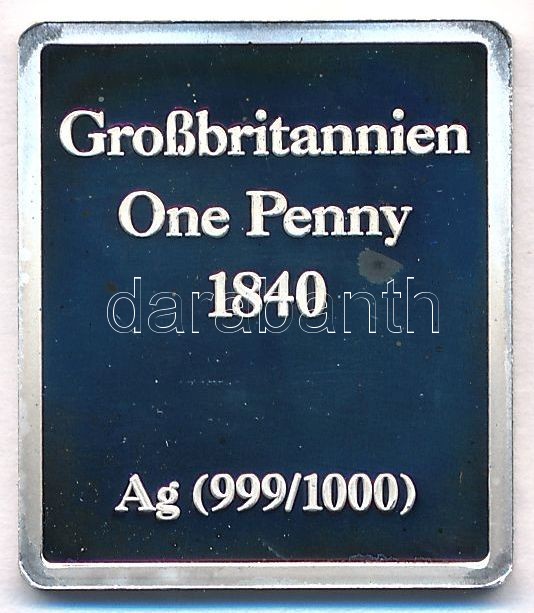 Großbritannien
One Penny
1840
darabanth
Ag (999/1000)